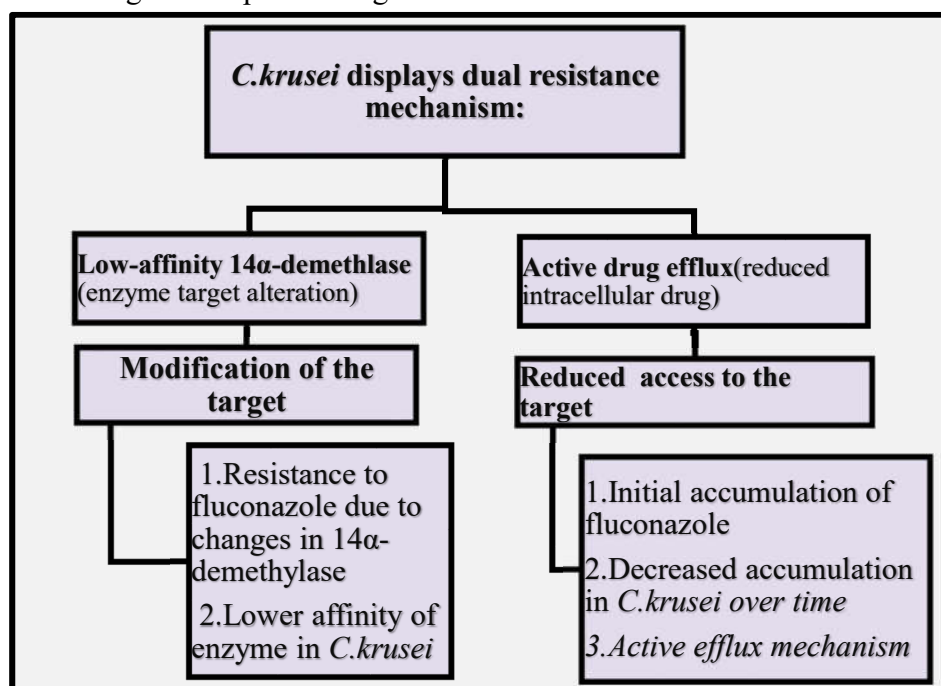 C.krusei displays dual resistance
mechanism:
Low-affinity 14α-demethlase
(enzyme target alteration)
Modification of the
target
1.Resistance to
fluconazole due to
changes in 14α-
demethylase
2.Lower affinity of
enzyme in C.krusei
Active drug efflux(reduced
intracellular drug)
Reduced access to the
target
1.Initial accumulation of
fluconazole
2.Decreased accumulation
in C.krusei over time
3.Active efflux mechanism